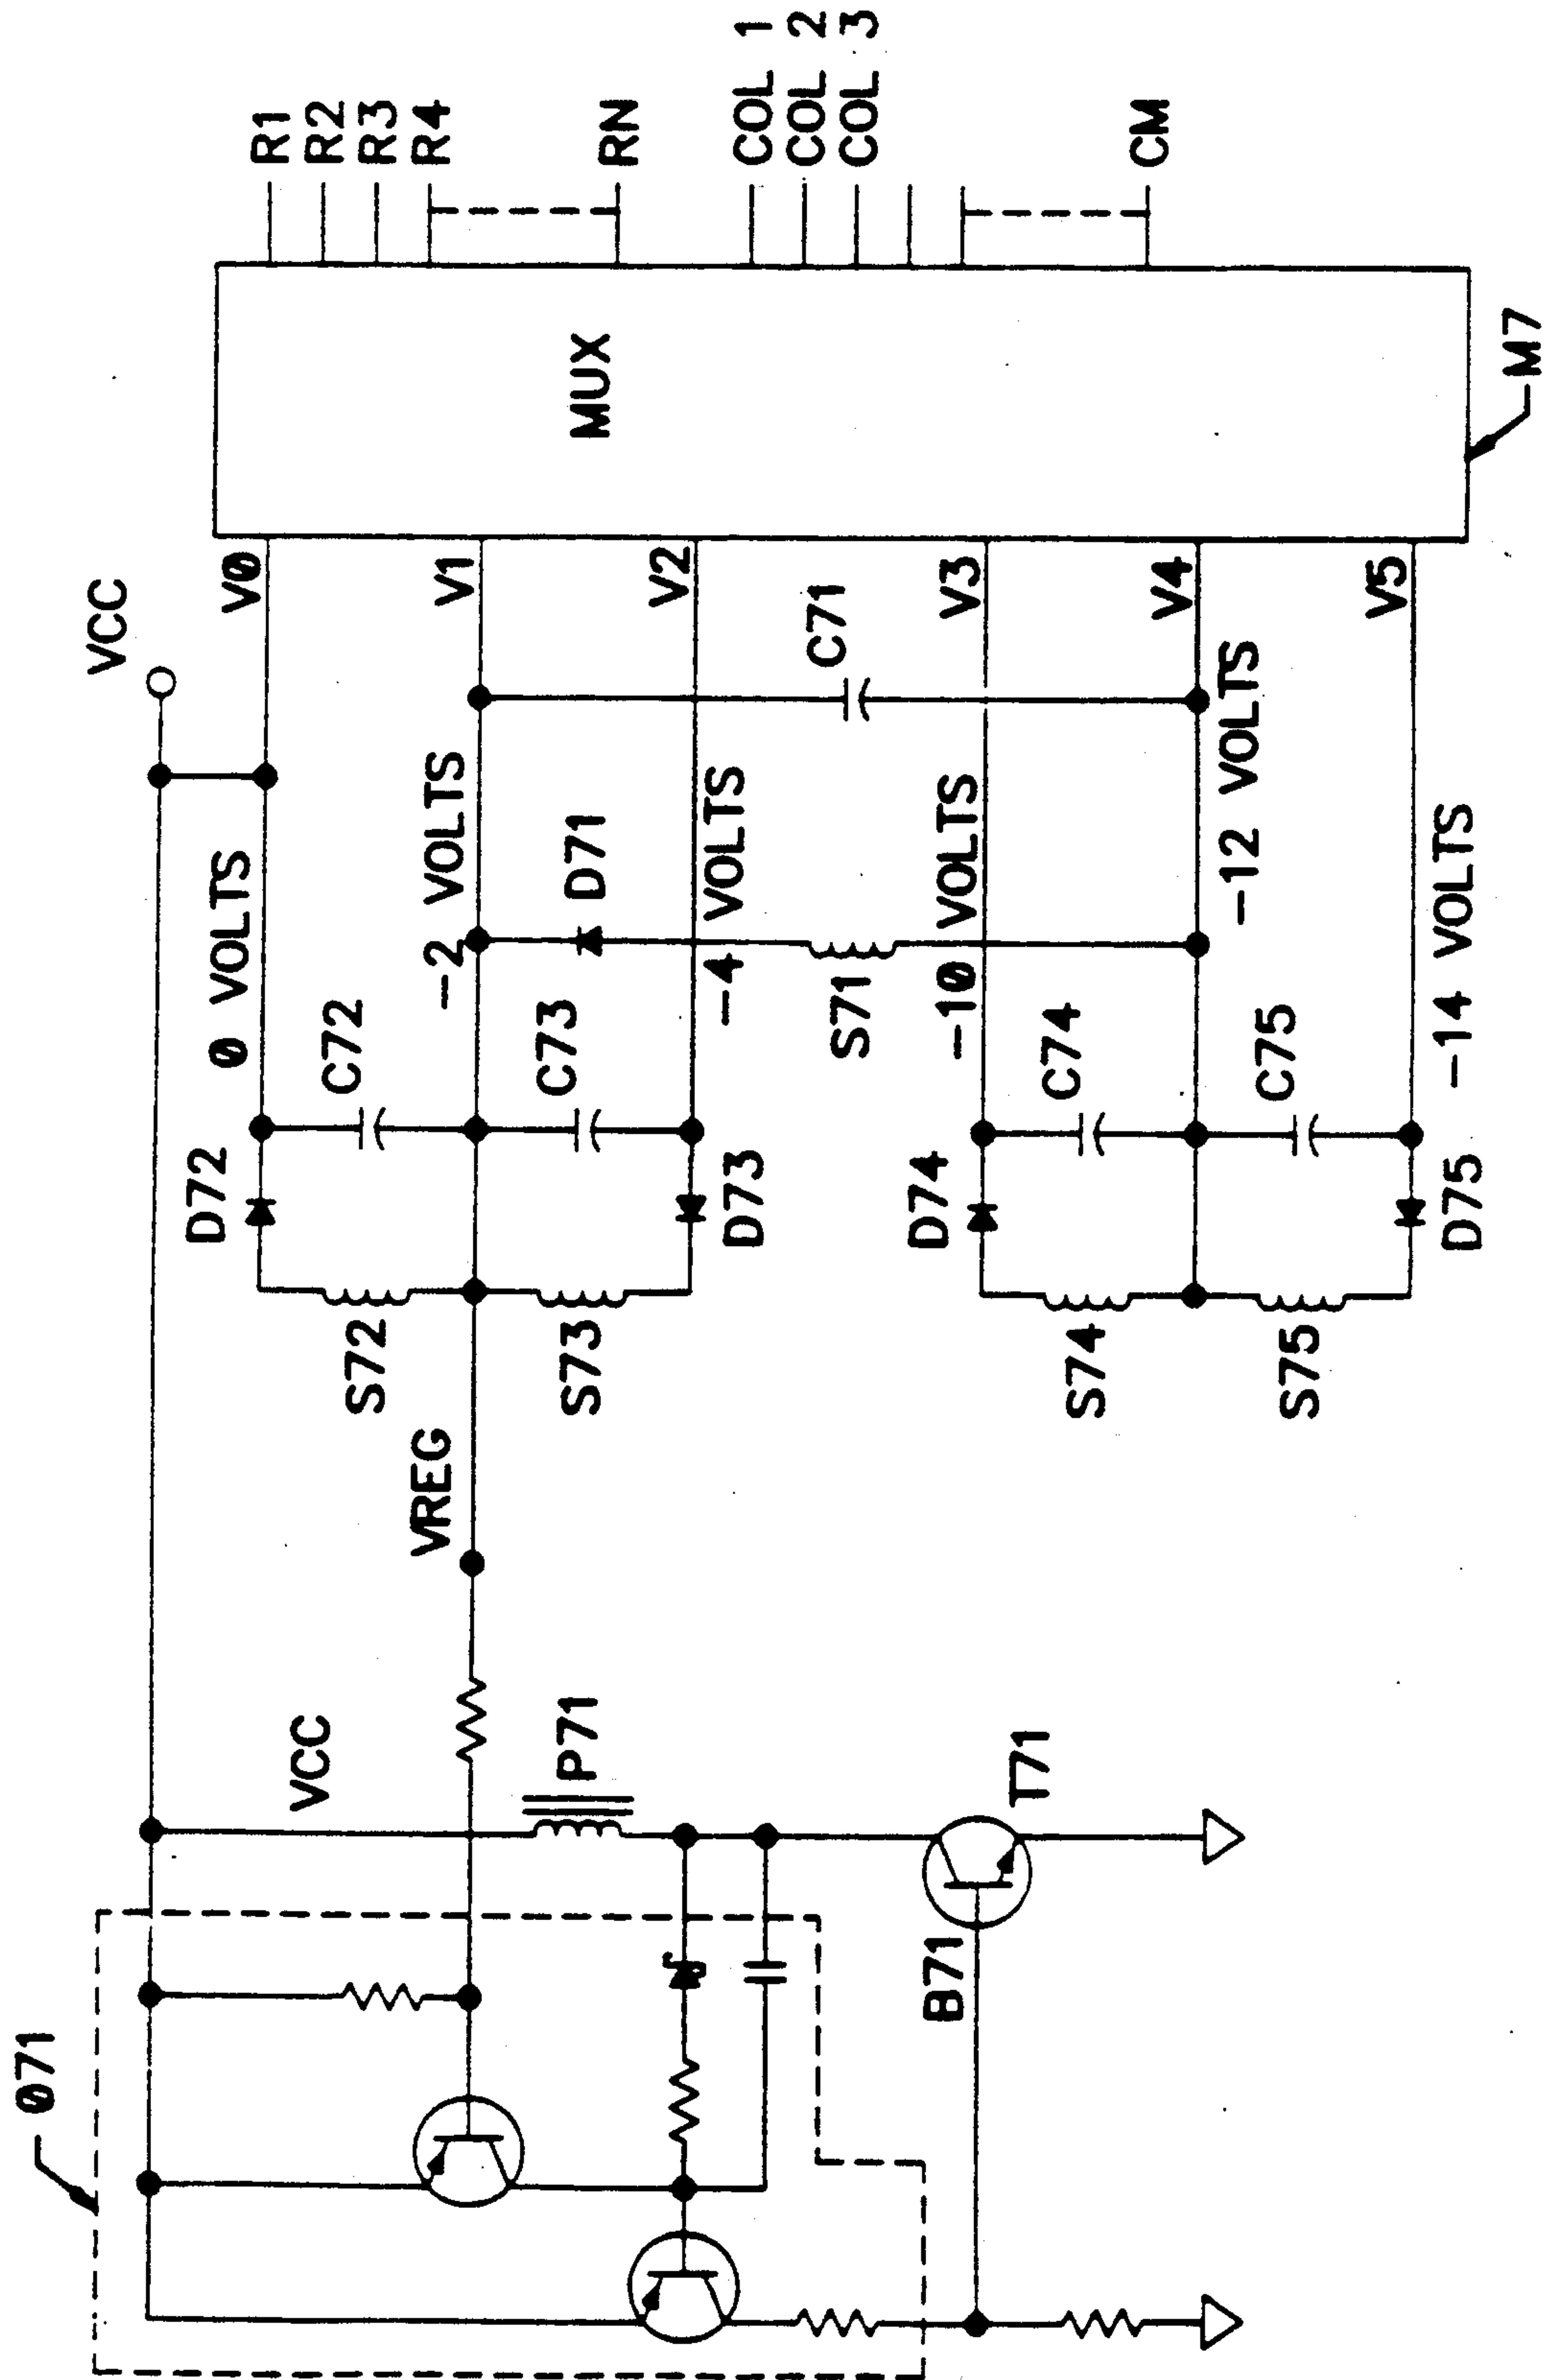 071
VCC
VCC
VREG
P71
B71
T71
D72
0 VOLTS
V0
S72
C72
-2 VOLTS
V1
D71
S73
C73
D73
-4 VOLTS
V2
S71
C71
D74
-10 VOLTS
V3
S74
C74
V4
-12 VOLTS
S75
C75
V5
D75
-14 VOLTS
MUX
M7
R1
R2
R3
R4
RN
COL 1
COL 2
COL 3
CM